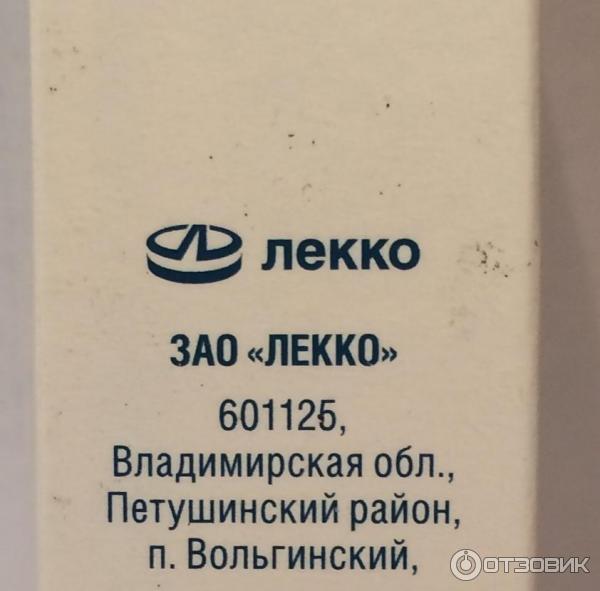 лекко
ЗАО «ЛЕККО»
601125,
Владимирская обл.,
Петушинский район,
п. Вольгинский,
ОТЗОВИК